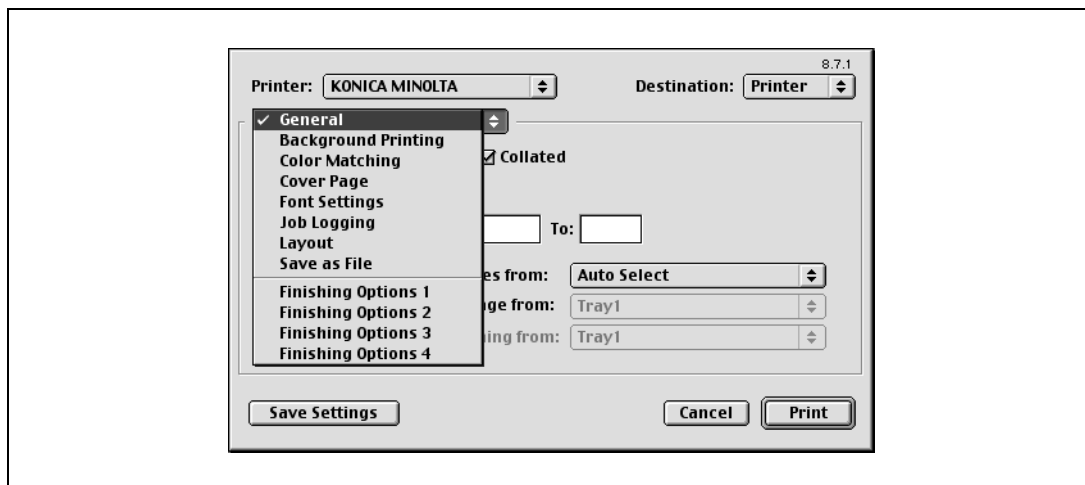 8.7.1
Printer: KONICA MINOLTA Destination: Printer
✓ General
Background Printing
Color Matching Collated
Cover Page
Font Settings
To:
Job Logging
Layout
Save as File
es from: Auto Select
Finishing Options 1
ge from: Tray1
Finishing Options 2
Finishing Options 3
ing from: Tray1
Finishing Options 4
Save Settings Cancel Print